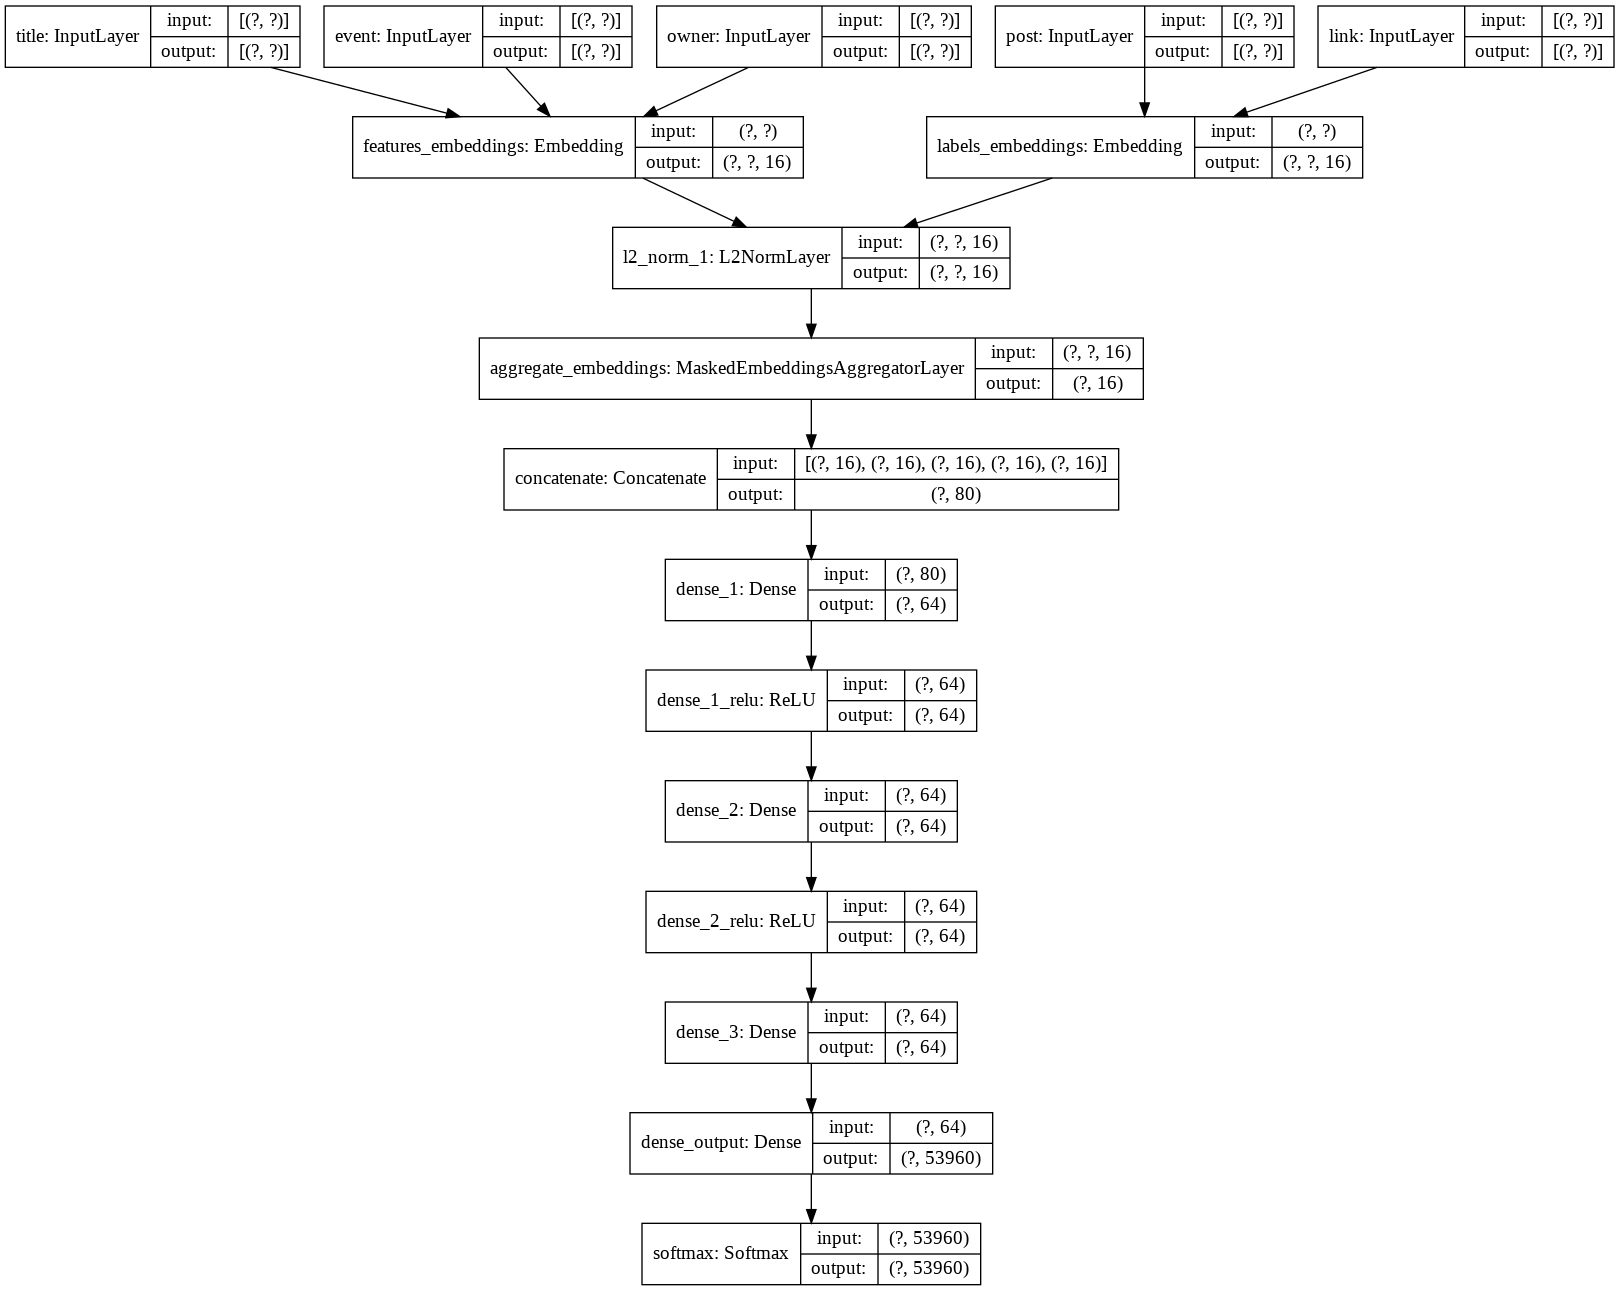 title: InputLayer input: [(?, ?)] output: [(?, ?)]
event: InputLayer input: [(?, ?)] output: [(?, ?)]
owner: InputLayer input: [(?, ?)] output: [(?, ?)]
post: InputLayer input: [(?, ?)] output: [(?, ?)]
link: InputLayer input: [(?, ?)] output: [(?, ?)]
features_embeddings: Embedding input: (?, ?) output: (?, ?, 16)
labels_embeddings: Embedding input: (?, ?) output: (?, ?, 16)
l2_norm_1: L2NormLayer input: (?, ?, 16) output: (?, ?, 16)
aggregate_embeddings: MaskedEmbeddingsAggregatorLayer input: (?, ?, 16) output: (?, 16)
concatenate: Concatenate input: [(?, 16), (?, 16), (?, 16), (?, 16), (?, 16)] output: (?, 80)
dense_1: Dense input: (?, 80) output: (?, 64)
dense_1_relu: ReLU input: (?, 64) output: (?, 64)
dense_2: Dense input: (?, 64) output: (?, 64)
dense_2_relu: ReLU input: (?, 64) output: (?, 64)
dense_3: Dense input: (?, 64) output: (?, 64)
dense_output: Dense input: (?, 64) output: (?, 53960)
softmax: Softmax input: (?, 53960) output: (?, 53960)